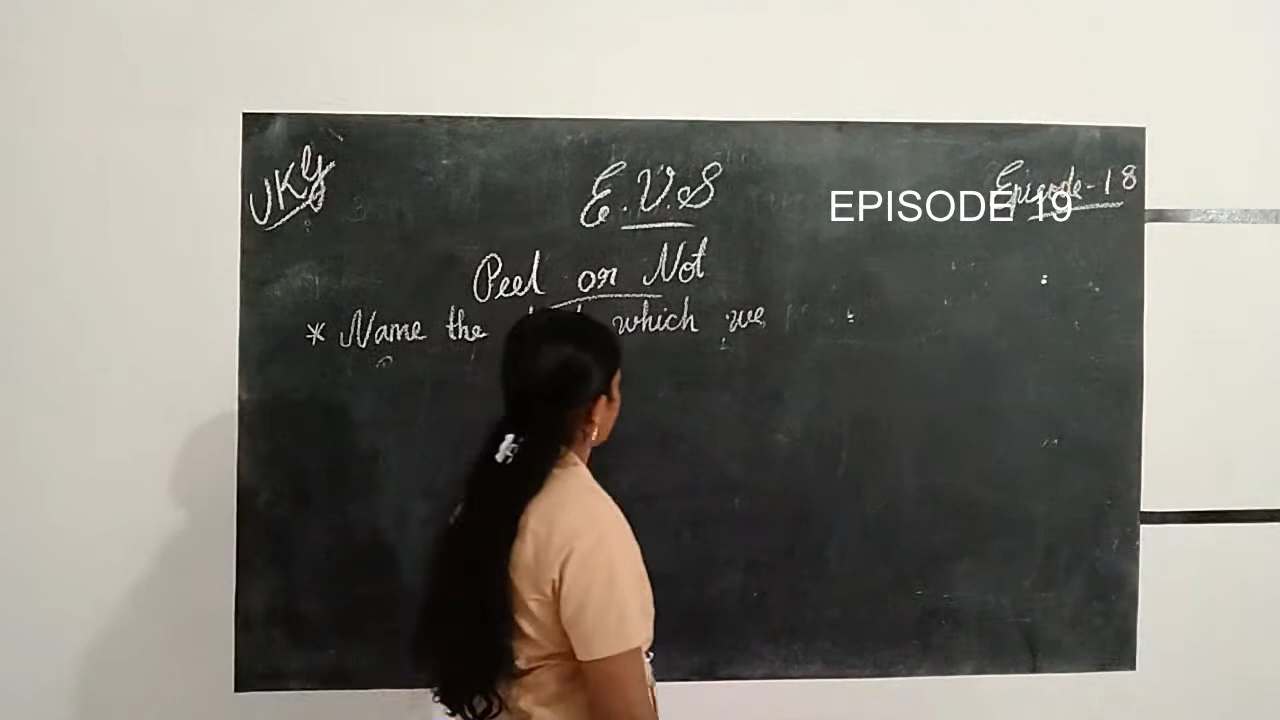 UKG
E.V.S
Episode-18
EPISODE 19
Peel or Not
* Name the which we